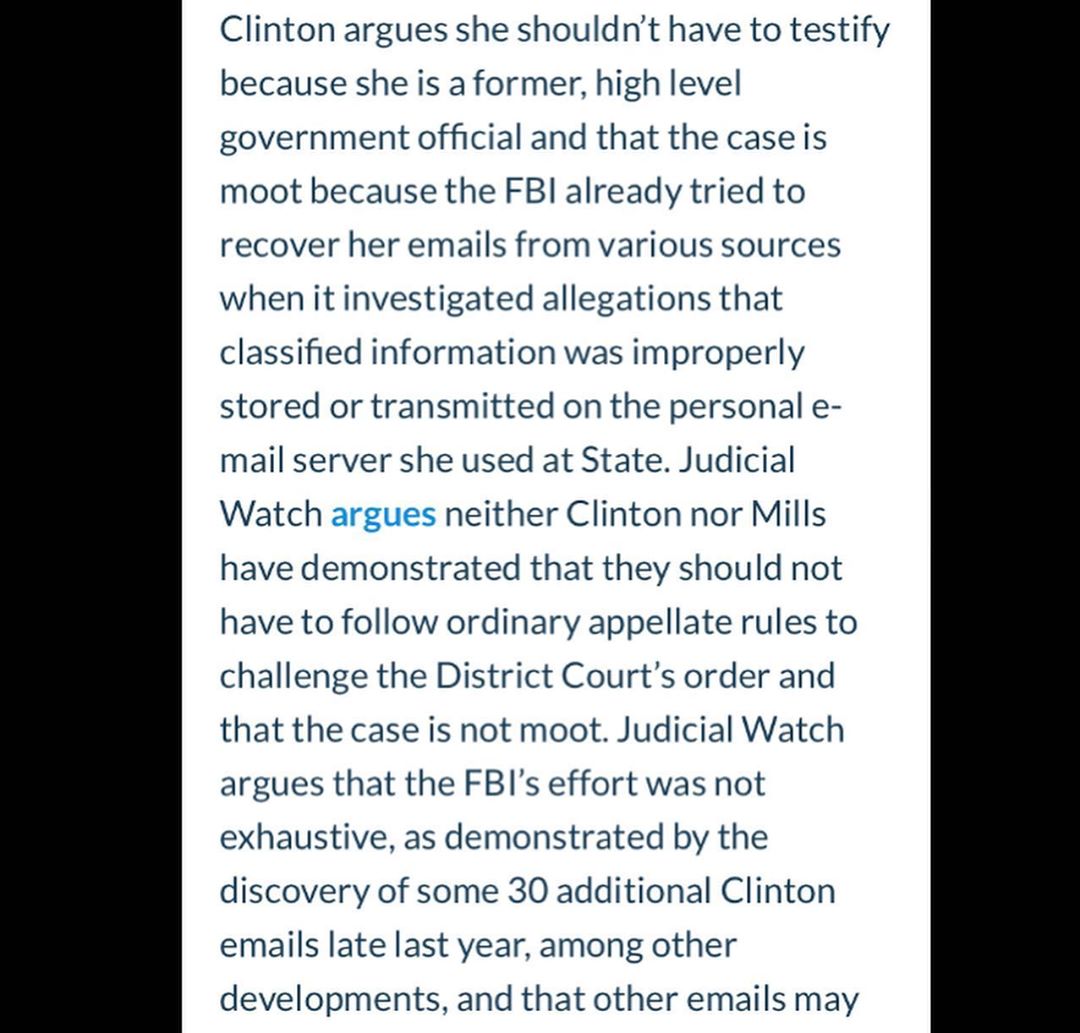 Clinton argues she shouldn’t have to testify
because she is a former, high level
government official and that the case is
moot because the FBI already tried to
recover her emails from various sources
when it investigated allegations that
classified information was improperly
stored or transmitted on the personal e-
mail server she used at State. Judicial
Watch argues neither Clinton nor Mills
have demonstrated that they should not
have to follow ordinary appellate rules to
challenge the District Court’s order and
that the case is not moot. Judicial Watch
argues that the FBI’s effort was not
exhaustive, as demonstrated by the
discovery of some 30 additional Clinton
emails late last year, among other
developments, and that other emails may